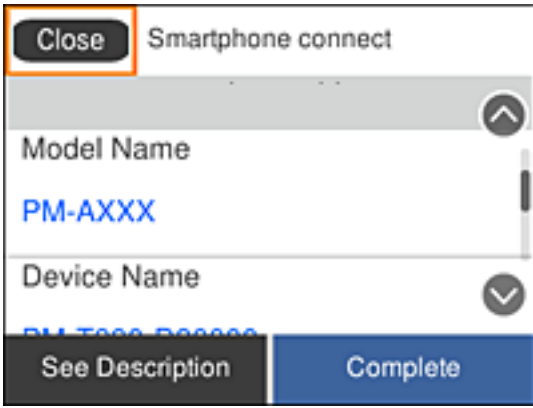 Close
Smartphone connect
Model Name
PM-AXXX
Device Name
See Description
Complete